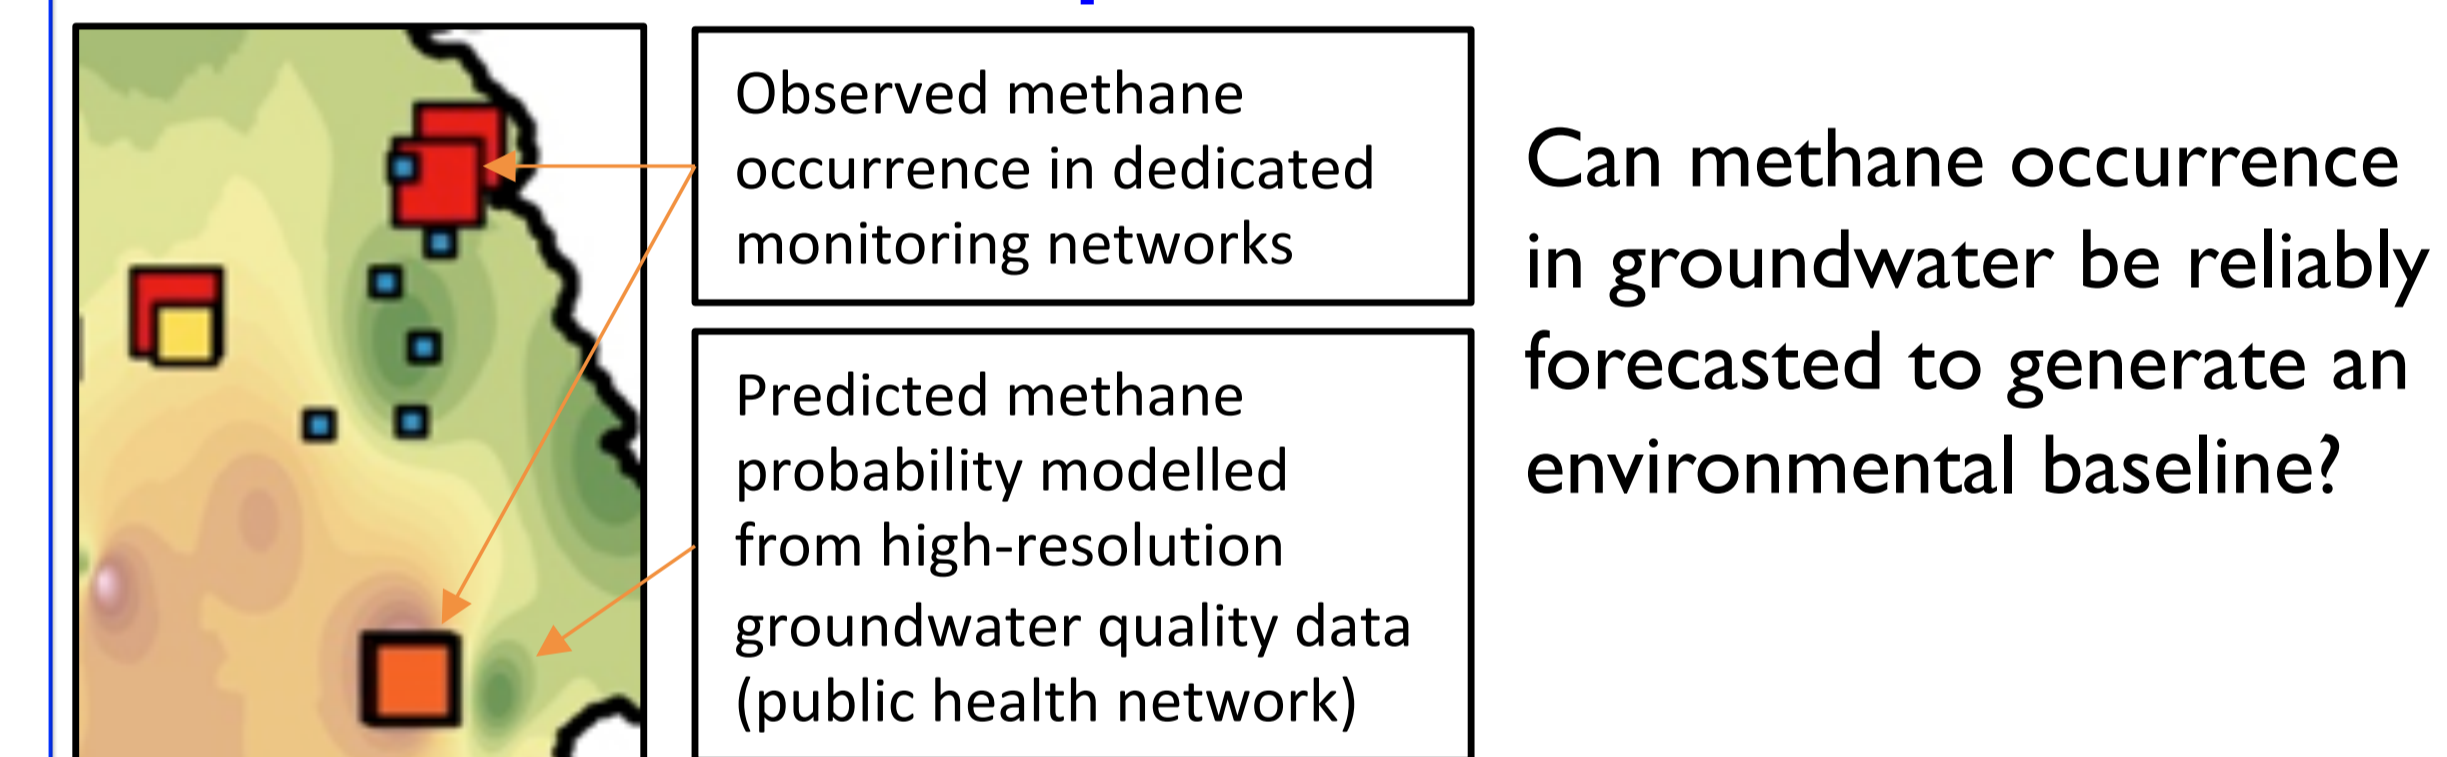 Observed methane
occurrence in dedicated
monitoring networks
Predicted methane
probability modelled
from high-resolution
groundwater quality data
(public health network)
Can methane occurrence
in groundwater be reliably
forecasted to generate an
environmental baseline?